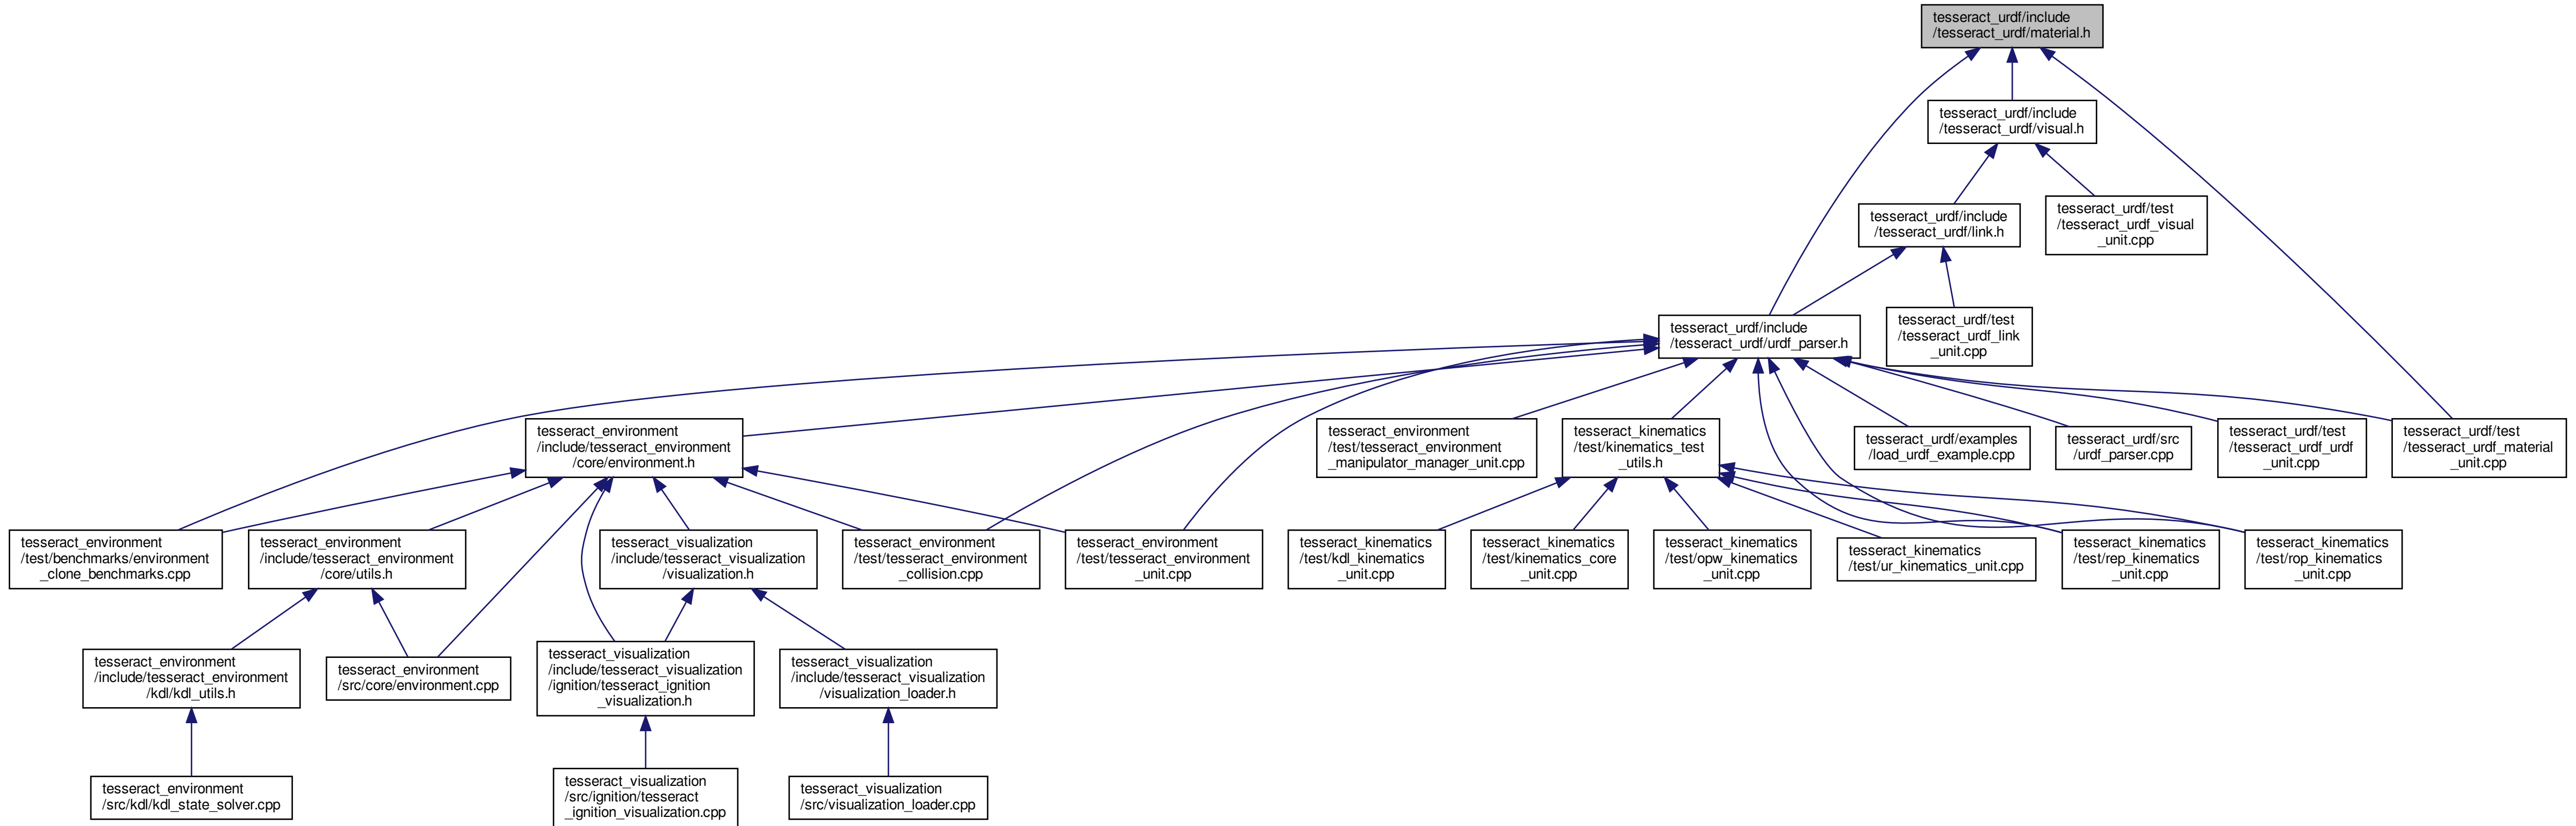 tesseract_urdf/include
/tesseract_urdf/material.h
tesseract_urdf/include
/tesseract_urdf/visual.h
tesseract_urdf/include
/tesseract_urdf/link.h
tesseract_urdf/test
/tesseract_urdf_visual
_unit.cpp
tesseract_urdf/include
/tesseract_urdf/urdf_parser.h
tesseract_urdf/test
/tesseract_urdf_link
_unit.cpp
tesseract_environment
/include/tesseract_environment
/core/environment.h
tesseract_environment
/test/tesseract_environment
_manipulator_manager_unit.cpp
tesseract_kinematics
/test/kinematics_test
_utils.h
tesseract_urdf/examples
/load_urdf_example.cpp
tesseract_urdf/src
/urdf_parser.cpp
tesseract_urdf/test
/tesseract_urdf_urdf
_unit.cpp
tesseract_urdf/test
/tesseract_urdf_material
_unit.cpp
tesseract_environment
/test/benchmarks/environment
_clone_benchmarks.cpp
tesseract_environment
/include/tesseract_environment
/core/utils.h
tesseract_visualization
/include/tesseract_visualization
/visualization.h
tesseract_environment
/test/tesseract_environment
_collision.cpp
tesseract_environment
/test/tesseract_environment
_unit.cpp
tesseract_kinematics
/test/kdl_kinematics
_unit.cpp
tesseract_kinematics
/test/kinematics_core
_unit.cpp
tesseract_kinematics
/test/opw_kinematics
_unit.cpp
tesseract_kinematics
/test/ur_kinematics_unit.cpp
tesseract_kinematics
/test/rep_kinematics
_unit.cpp
tesseract_kinematics
/test/rop_kinematics
_unit.cpp
tesseract_environment
/include/tesseract_environment
/kdl/kdl_utils.h
tesseract_environment
/src/core/environment.cpp
tesseract_visualization
/include/tesseract_visualization
/ignition/tesseract_ignition
_visualization.h
tesseract_visualization
/include/tesseract_visualization
/visualization_loader.h
tesseract_environment
/src/kdl/kdl_state_solver.cpp
tesseract_visualization
/src/ignition/tesseract
_ignition_visualization.cpp
tesseract_visualization
/src/visualization_loader.cpp